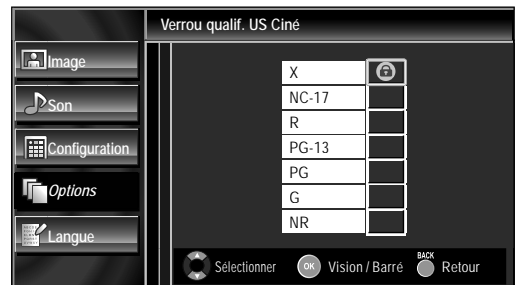 Verrou qualif. US Ciné
Image
Son
Configuration
Options
Langue
X
NC-17
R
PG-13
PG
G
NR
Sélectionner OK Vision / Barré BACK Retour